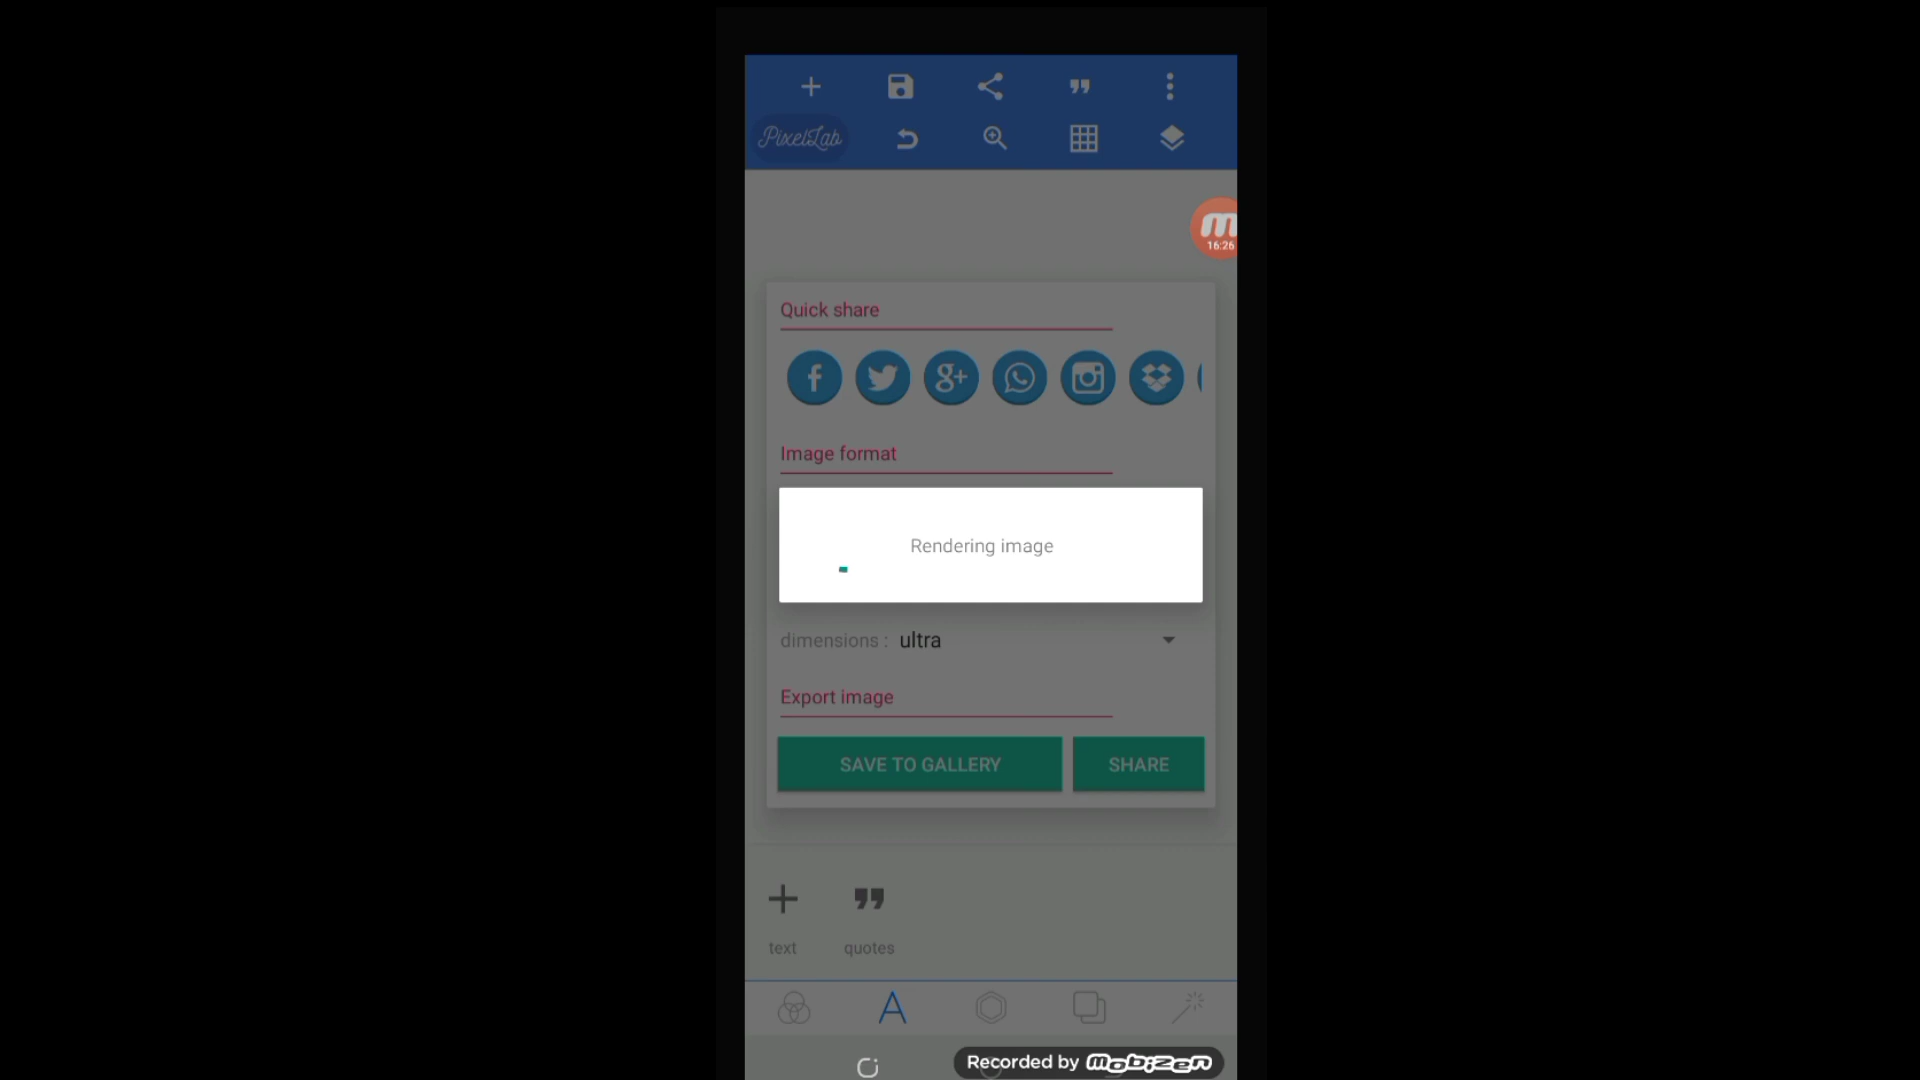 PixelLab
16:26
Quick share
Image format
Rendering image
dimensions : ultra
Export image
SAVE TO GALLERY
SHARE
text
quotes
Recorded by mobizen